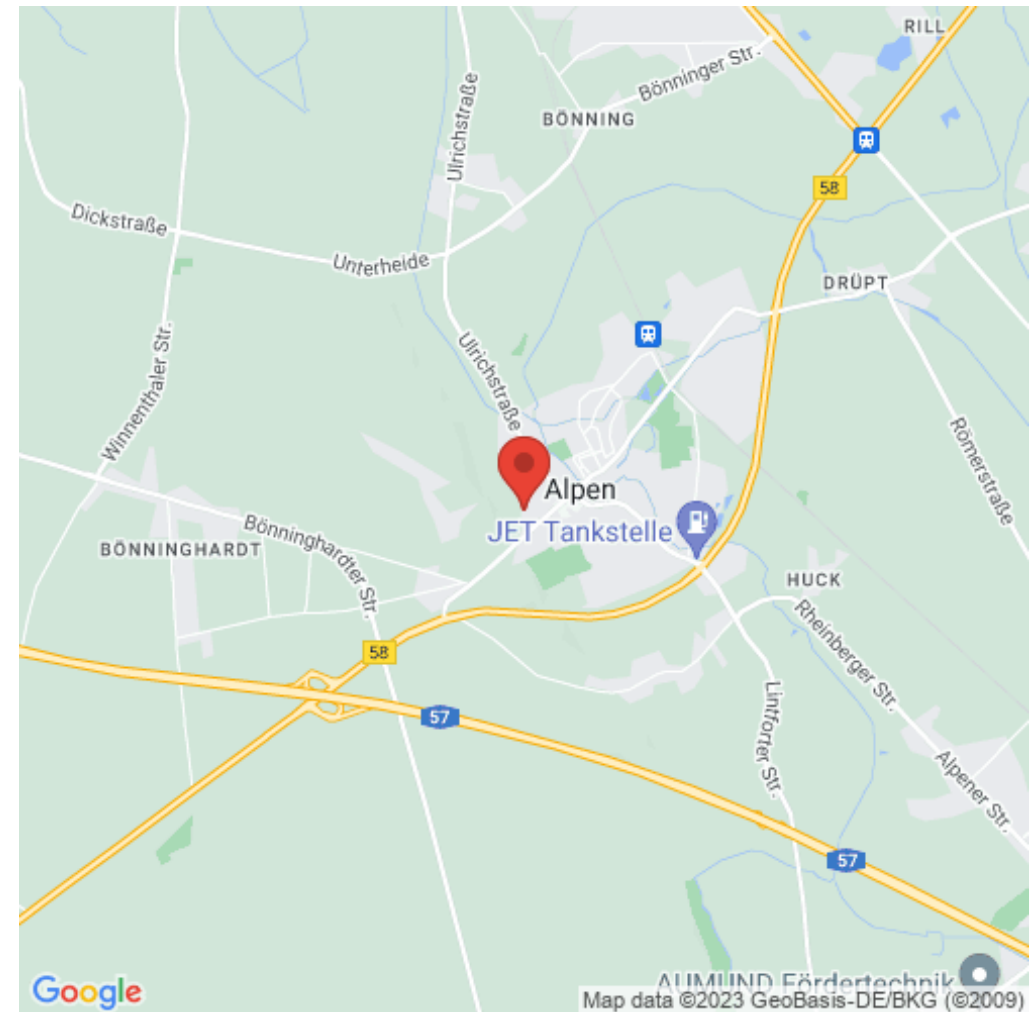 RILL
Bönninger Str.
BÖNNING
Ulrichstraße
58
Dickstraße
Unterheide
DRÜPT
Ulrichstraße
Winnenthaler Str.
Römerstraße
Alpen
JET Tankstelle
Bönninghardter Str.
BÖNNINGHARDT
HUCK
Rheinberger Str.
58
57
Lintforter Str.
Alpener Str.
57
AUMUND Fördertechnik
Google
Map data ©2023 GeoBasis-DE/BKG (©2009)